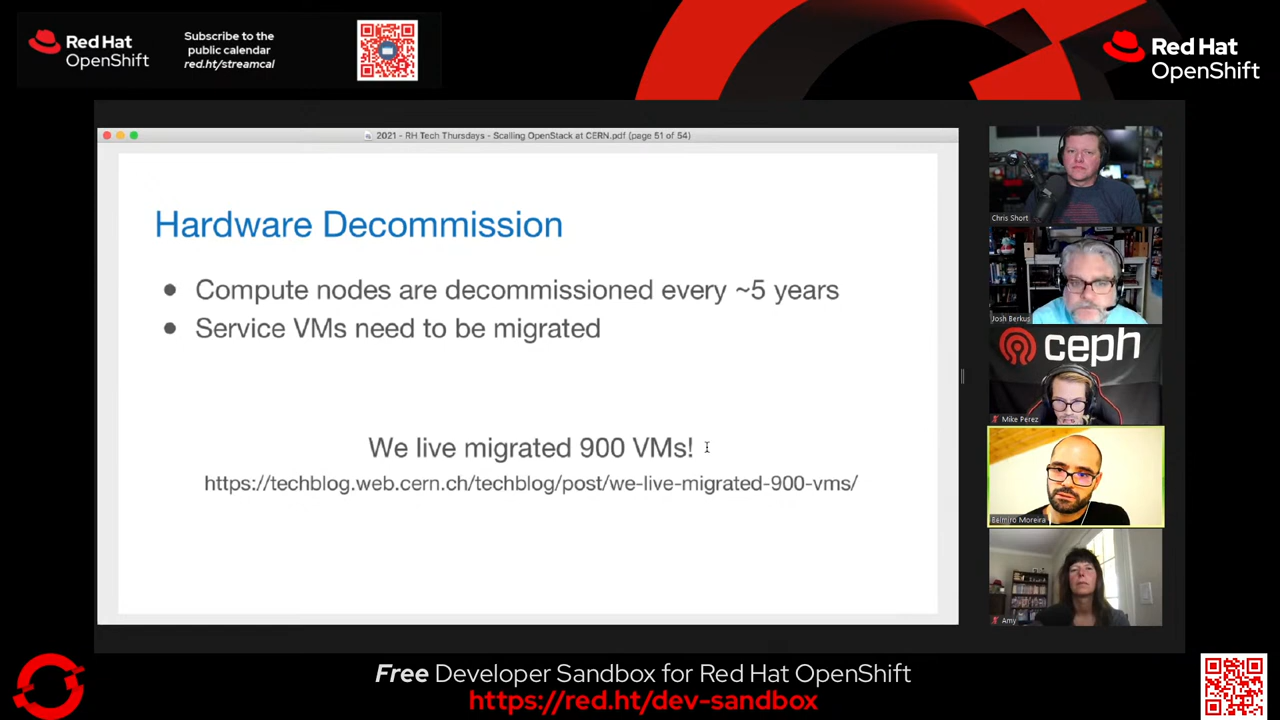 Red Hat
OpenShift
Subscribe to the
public calendar
red.ht/streamcal
Red Hat
OpenShift
2021 - RH Tech Thursdays - Scaling OpenStack at CERN.pdf (page 51 of 54)
Hardware Decommission
● Compute nodes are decommissioned every ~5 years
● Service VMs need to be migrated
We live migrated 900 VMs!
https://techblog.web.cern.ch/techblog/post/we-live-migrated-900-vms/
Chris Short
Josh Berkus
ceph
Mike Perez
Belmiro Moreira
Amy
Free Developer Sandbox for Red Hat OpenShift
https://red.ht/dev-sandbox